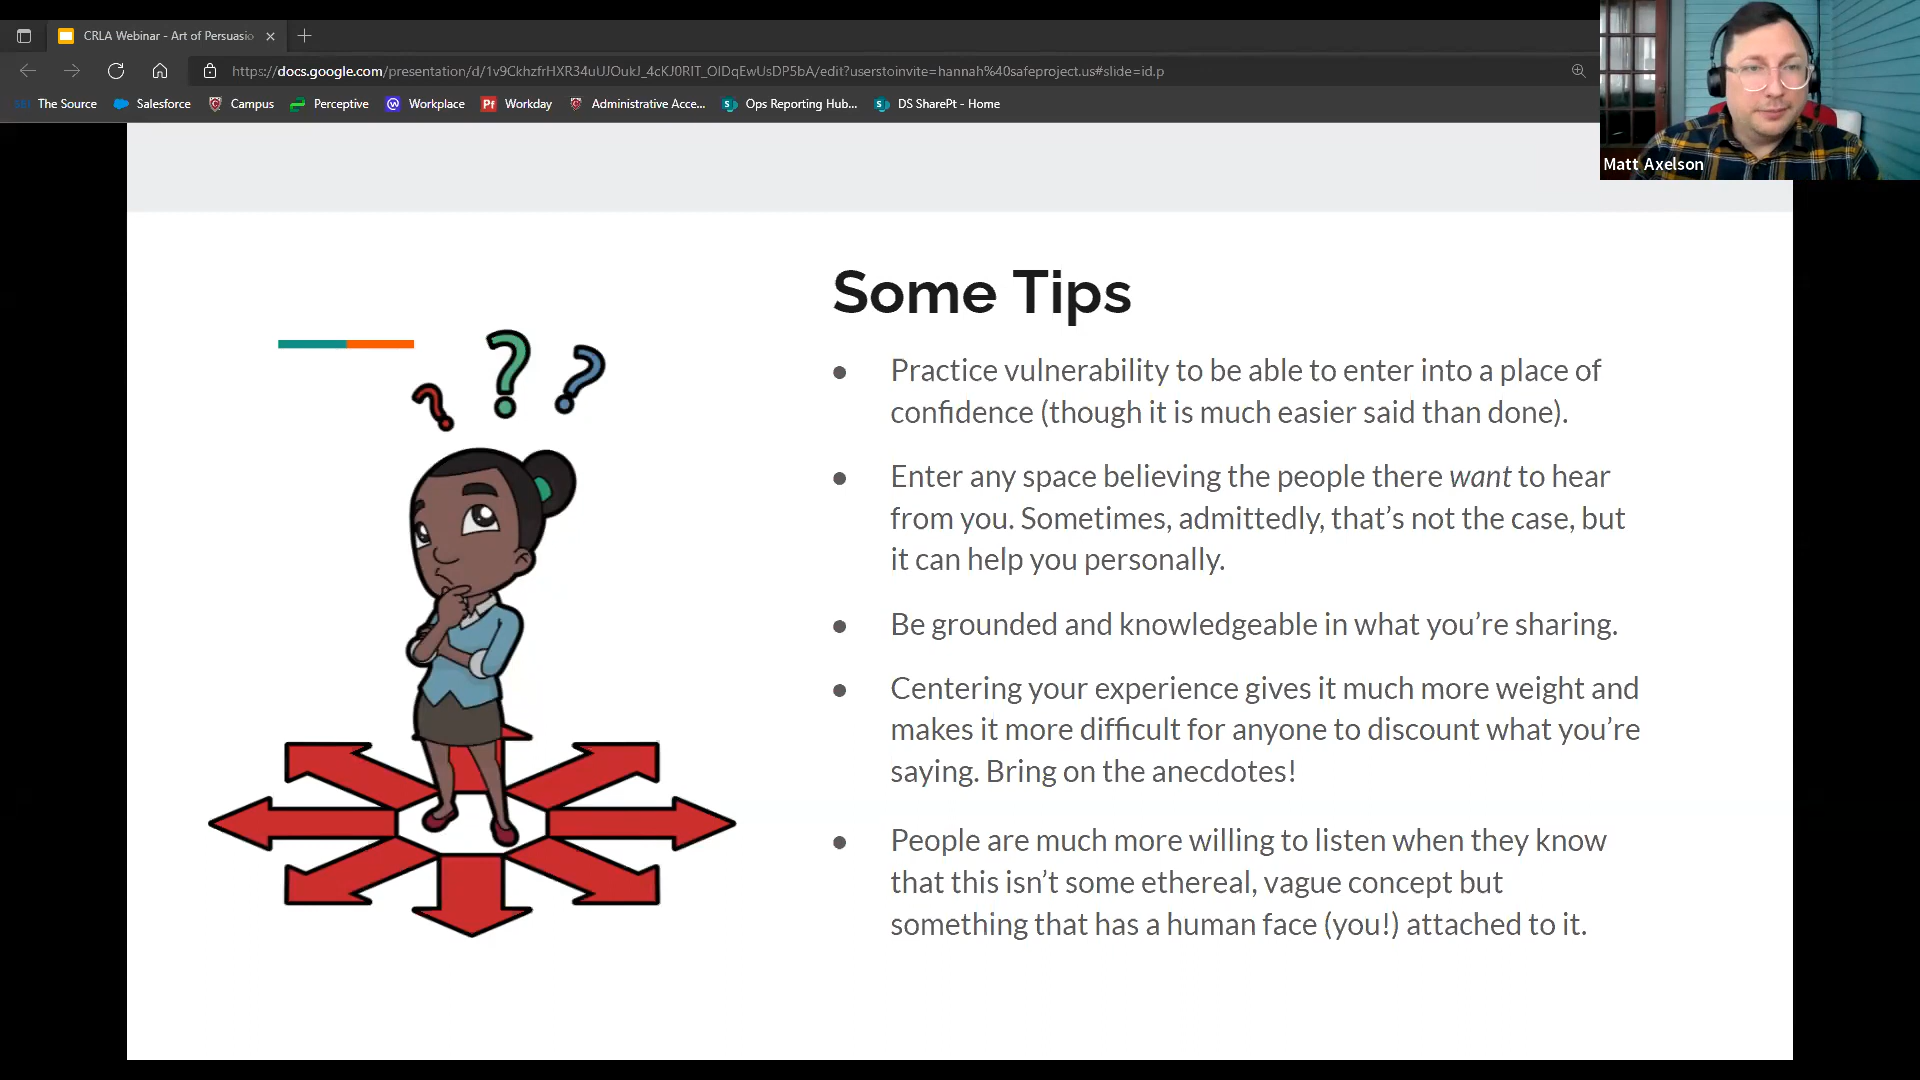 CRLA Webinar - Art of Persuasio
https://docs.google.com/presentation/d/1v9CkhzfrHXR34uUJOukJ_4cKJ0RIT_OlDqEwUsDP5bA/edit?userstoinvite=hannah%40safeproject.us#slide=id.p
The Source Salesforce Campus Perceptive Workplace Pf Workday Administrative Acce... Ops Reporting Hub... DS SharePt - Home
Matt Axelson
Some Tips
● Practice vulnerability to be able to enter into a place of
confidence (though it is much easier said than done).
● Enter any space believing the people there want to hear
from you. Sometimes, admittedly, that’s not the case, but
it can help you personally.
● Be grounded and knowledgeable in what you’re sharing.
● Centering your experience gives it much more weight and
makes it more difficult for anyone to discount what you’re
saying. Bring on the anecdotes!
● People are much more willing to listen when they know
that this isn’t some ethereal, vague concept but
something that has a human face (you!) attached to it.
? ? ?